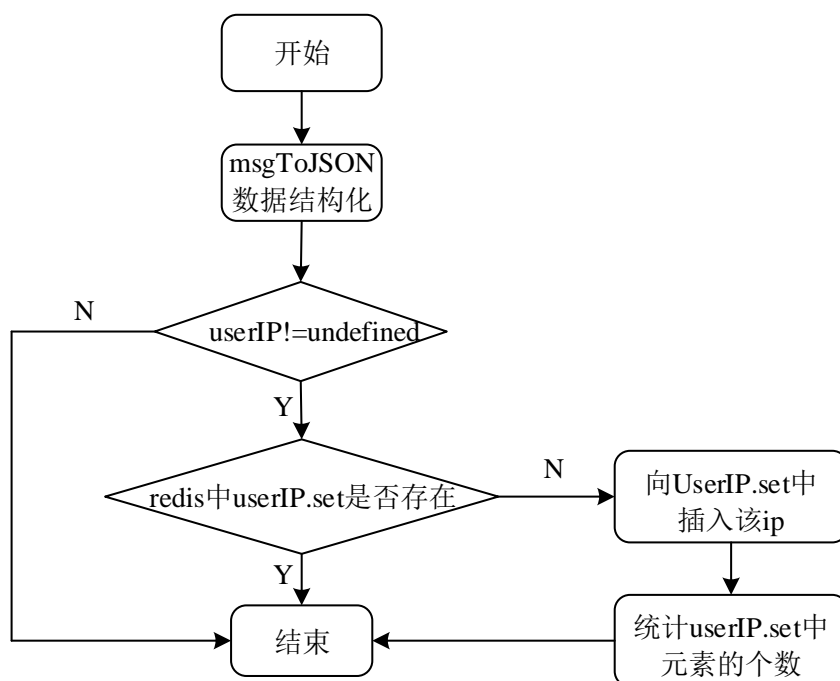 开始
msgToJSON
数据结构化
N
userIP!=undefined
Y
redis中userIP.set是否存在
N
向UserIP.set中
插入该ip
Y
结束
统计userIP.set中
元素的个数